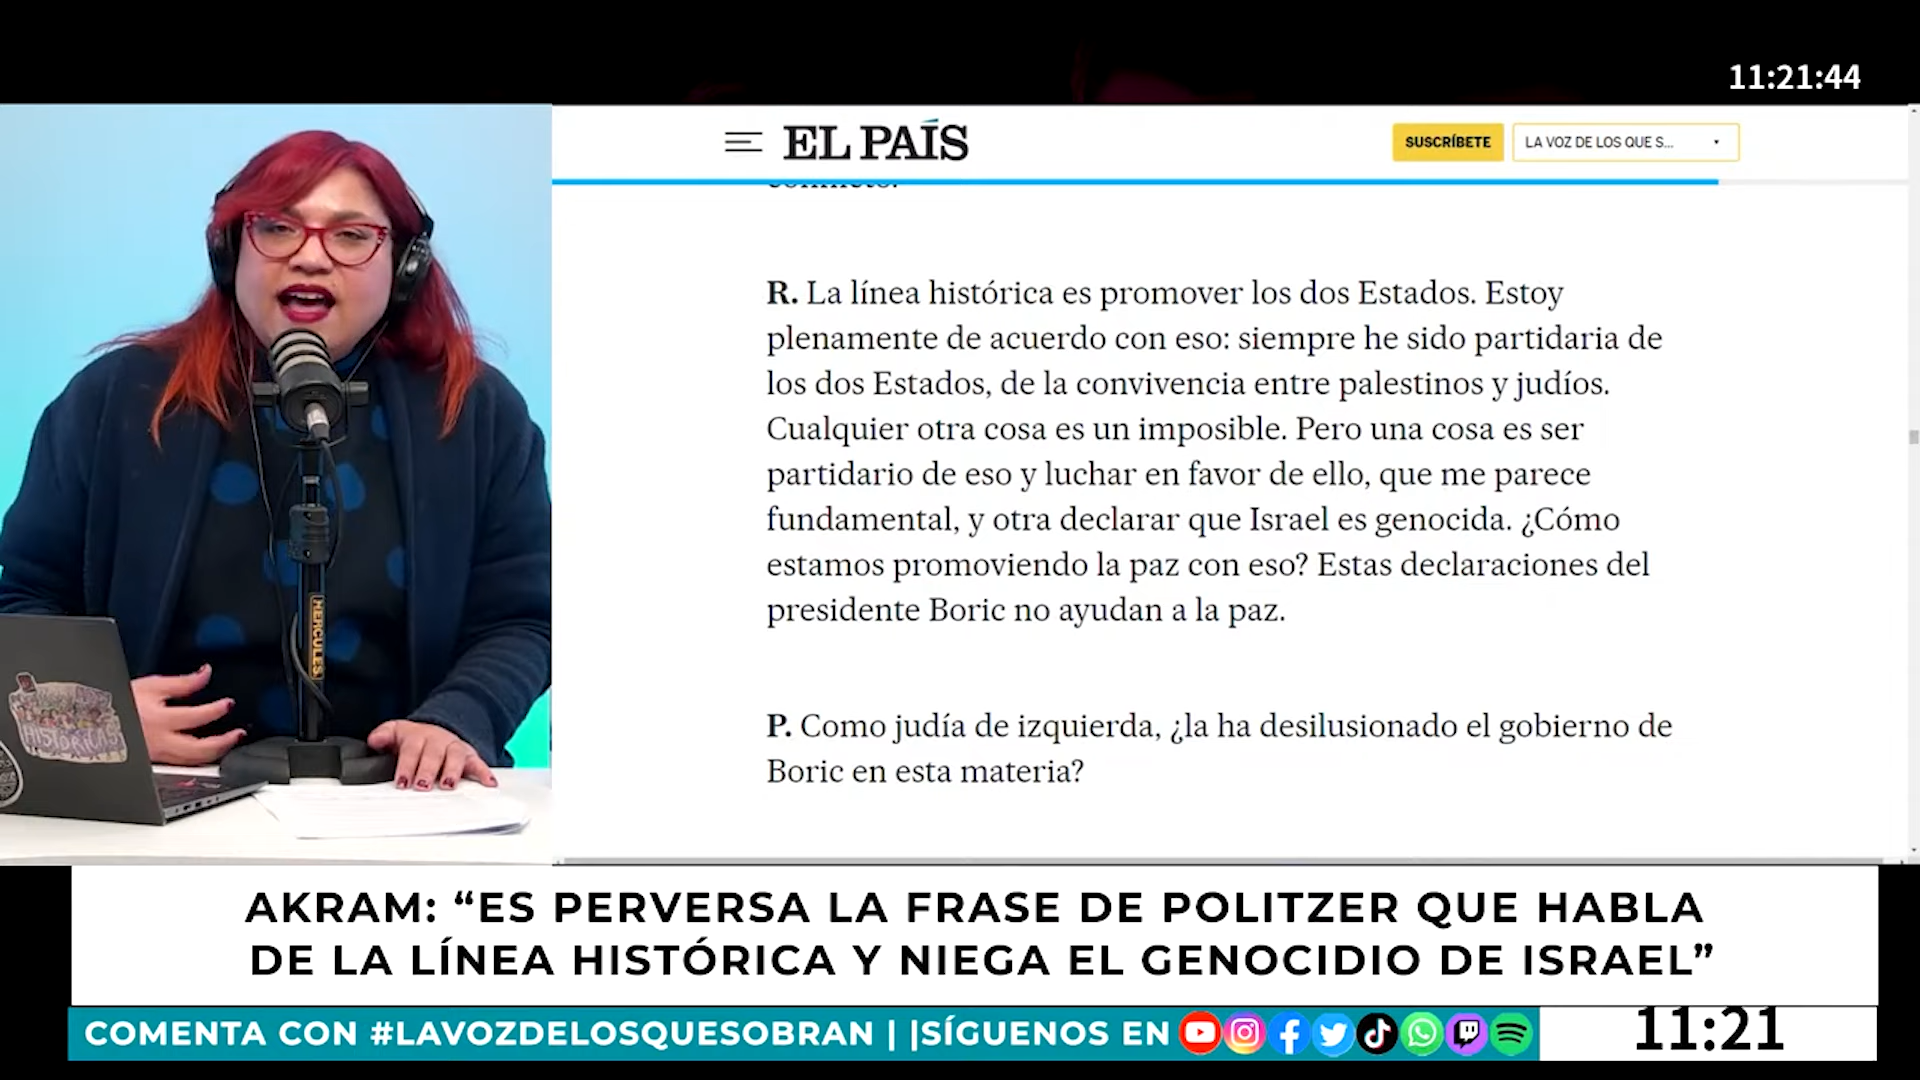 11:21:44
EL PAÍS
SUSCRÍBETE
LA VOZ DE LOS QUE S...
conflicto.
R. La línea histórica es promover los dos Estados. Estoy
plenamente de acuerdo con eso: siempre he sido partidaria de
los dos Estados, de la convivencia entre palestinos y judíos.
Cualquier otra cosa es un imposible. Pero una cosa es ser
partidario de eso y luchar en favor de ello, que me parece
fundamental, y otra declarar que Israel es genocida. ¿Cómo
estamos promoviendo la paz con eso? Estas declaraciones del
presidente Boric no ayudan a la paz.
P. Como judía de izquierda, ¿la ha desilusionado el gobierno de
Boric en esta materia?
HERCULES
HISTÓRICAS
AKRAM: “ES PERVERSA LA FRASE DE POLITZER QUE HABLA
DE LA LÍNEA HISTÓRICA Y NIEGA EL GENOCIDIO DE ISRAEL”
COMENTA CON #LAVOZDELOSQUESOBRAN | |SÍGUENOS EN
11:21